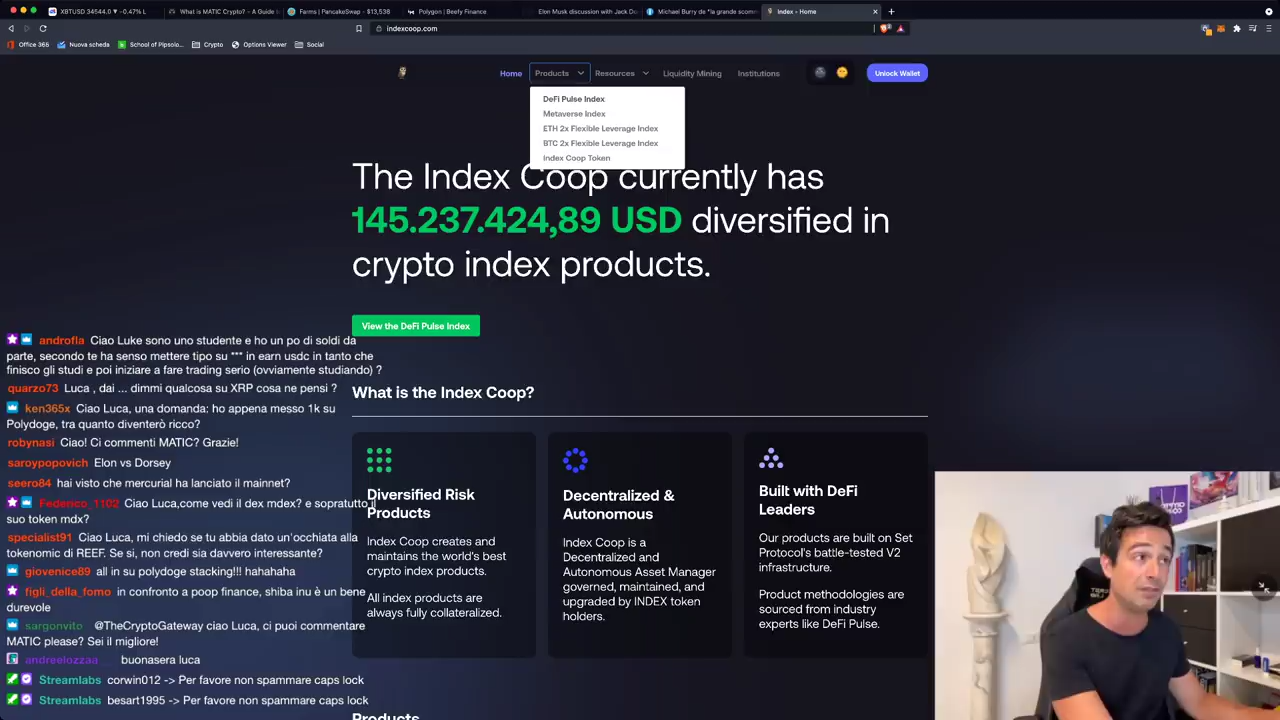 XBTUSD 34544.0 ▼ -0.47%
What is MATIC Crypto? – A Guide
Farms | PancakeSwap - $13,538
Polygon | Beefy Finance
Elon Musk discussion with Jack Do
Michael Burry de "la grande scomm
Index - Home
indexcoop.com
Office 365
Nuova scheda
School of Pipsolo...
Crypto
Options Viewer
Social
Home
Products
Resources
Liquidity Mining
Institutions
Unlock Wallet
DeFi Pulse Index
Metaverse Index
ETH 2x Flexible Leverage Index
BTC 2x Flexible Leverage Index
Index Coop Token
The Index Coop currently has
145.237.424,89 USD diversified in
crypto index products.
View the DeFi Pulse Index
What is the Index Coop?
Diversified Risk
Products
Index Coop creates and
maintains the world's best
crypto index products.
All index products are
always fully collateralized.
Decentralized &
Autonomous
Index Coop is a
Decentralized and
Autonomous Asset Manager
governed, maintained, and
upgraded by INDEX token
holders.
Built with DeFi
Leaders
Our products are built on Set
Protocol's battle-tested V2
infrastructure.
Product methodologies are
sourced from industry
experts like DeFi Pulse.
Products
androfla Ciao Luke sono uno studente e ho un po di soldi da
parte, secondo te ha senso mettere tipo su *** in earn usdc in tanto che
finisco gli studi e poi iniziare a fare trading serio (ovviamente studiando) ?
quarzo73 Luca , dai ... dimmi qualcosa su XRP cosa ne pensi ?
ken365x Ciao Luca, una domanda: ho appena messo 1k su
Polydoge, tra quanto diventerò ricco?
robynasi Ciao! Ci commenti MATIC? Grazie!
saroypopovich Elon vs Dorsey
seero84 hai visto che mercurial ha lanciato il mainnet?
Federico_1102 Ciao Luca,come vedi il dex mdex? e sopratutto il
suo token mdx?
specialist91 Ciao Luca, mi chiedo se tu abbia dato un'occhiata alla
tokenomic di REEF. Se si, non credi sia davvero interessante?
giovenice89 all in su polydoge stacking!!! hahahaha
figli_della_fomo in confronto a poop finance, shiba inu è un bene
durevole
sargonvito @TheCryptoGateway ciao Luca, ci puoi commentare
MATIC please? Sei il migliore!
andreelozzaa_ buonasera luca
Streamlabs corwin012 -> Per favore non spammare caps lock
Streamlabs besart1995 -> Per favore non spammare caps lock